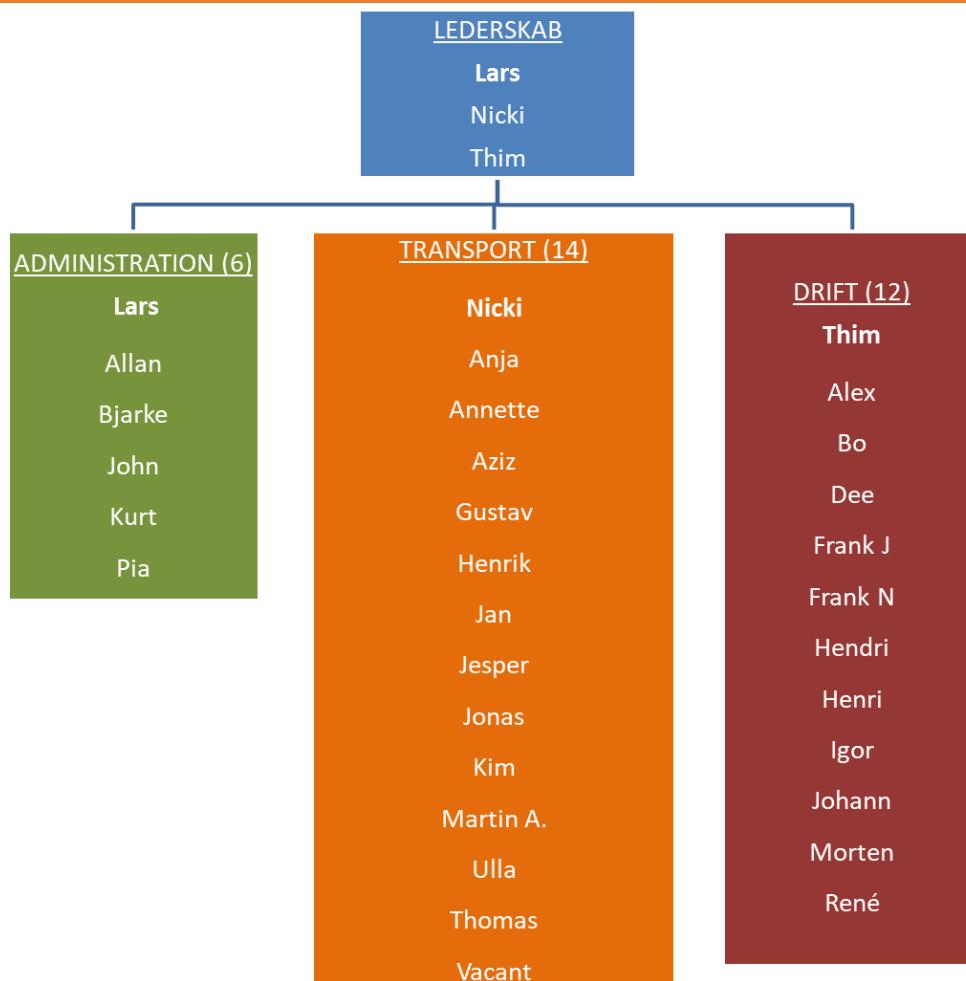 LEDERSKAB
Lars
Nicki
Thim
ADMINISTRATION (6)
Lars
Allan
Bjarke
John
Kurt
Pia
TRANSPORT (14)
Nicki
Anja
Annette
Aziz
Gustav
Henrik
Jan
Jesper
Jonas
Kim
Martin A.
Ulla
Thomas
Vacant
DRIFT (12)
Thim
Alex
Bo
Dee
Frank J
Frank N
Hendri
Henri
Igor
Johann
Morten
René